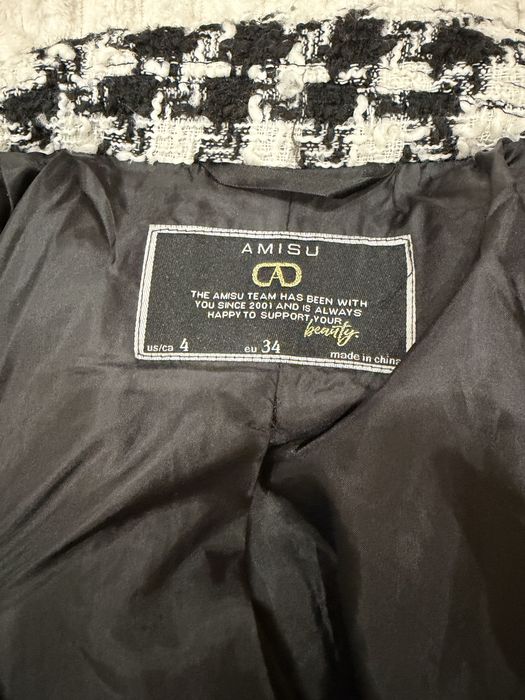 AMISU
THE AMISU TEAM HAS BEEN WITH
YOU SINCE 2001 AND IS ALWAYS
HAPPY TO SUPPORT YOUR
beauty.
us/ca 4 eu 34 made in china